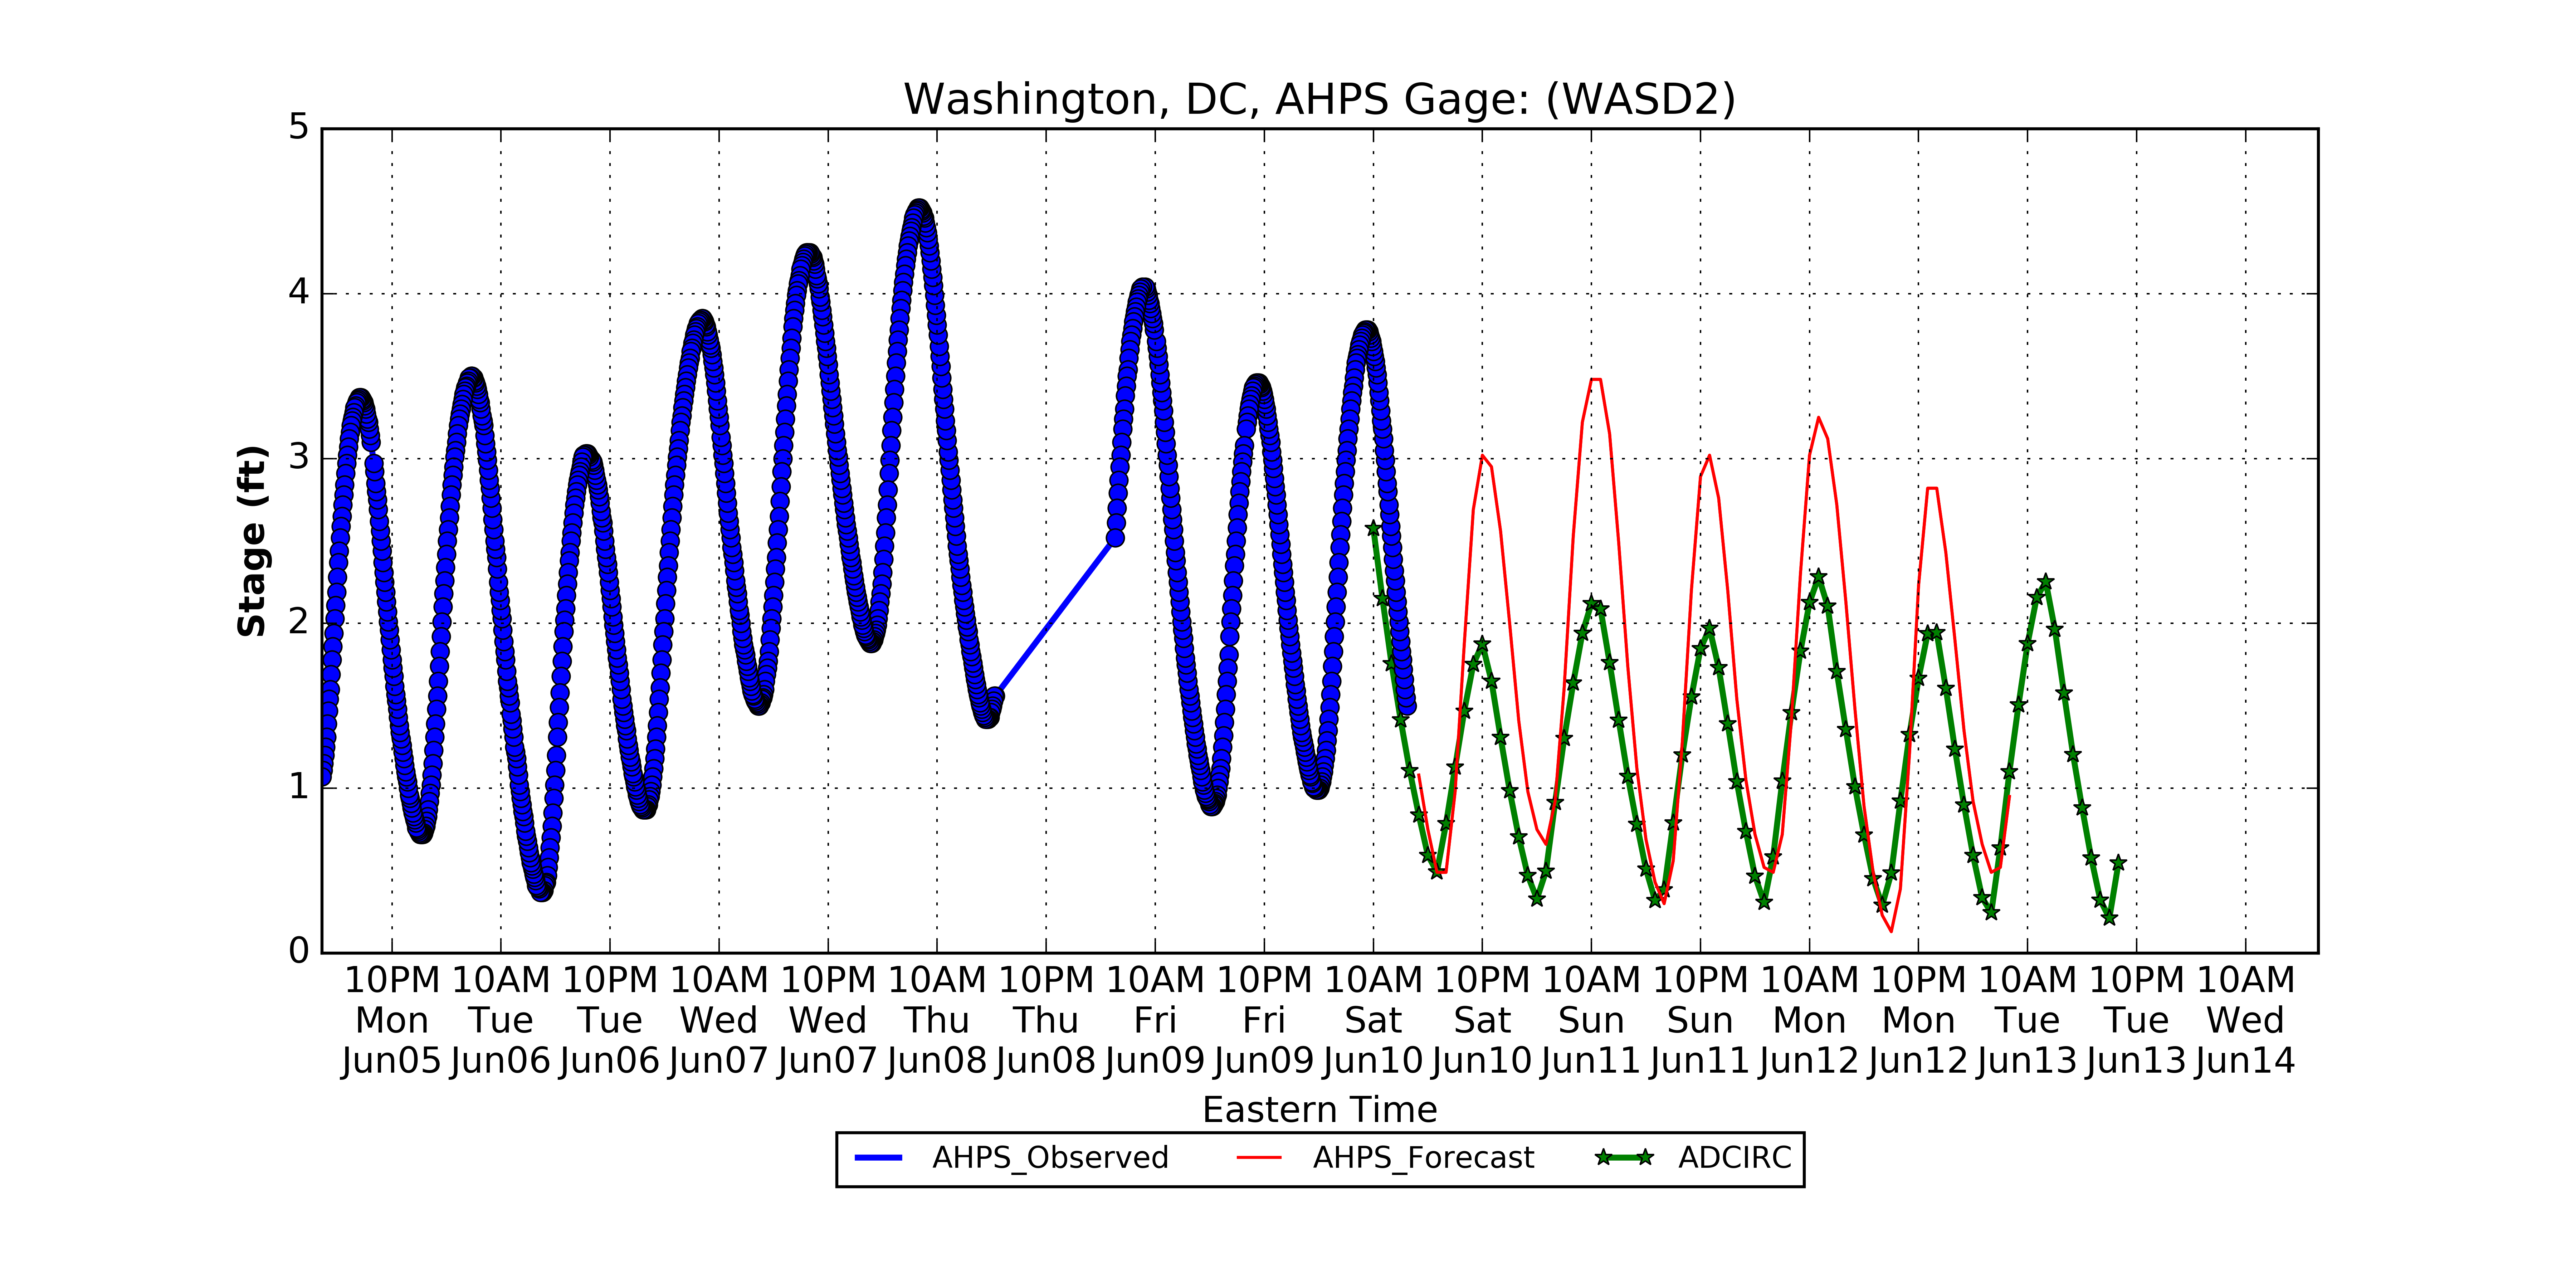 Washington, DC, AHPS Gage: (WASD2)
5
4
3
2
1
0
Stage (ft)
10PM 10AM 10PM 10AM 10PM 10AM 10PM 10AM 10PM 10AM 10PM 10AM 10PM 10AM 10PM 10AM 10PM 10AM
Mon Tue Tue Wed Wed Thu Thu Fri Fri Sat Sat Sun Sun Mon Mon Tue Tue Wed
Jun05 Jun06 Jun06 Jun07 Jun07 Jun08 Jun08 Jun09 Jun09 Jun10 Jun10 Jun11 Jun11 Jun12 Jun12 Jun13 Jun13 Jun14
Eastern Time
AHPS_Observed AHPS_Forecast ADCIRC